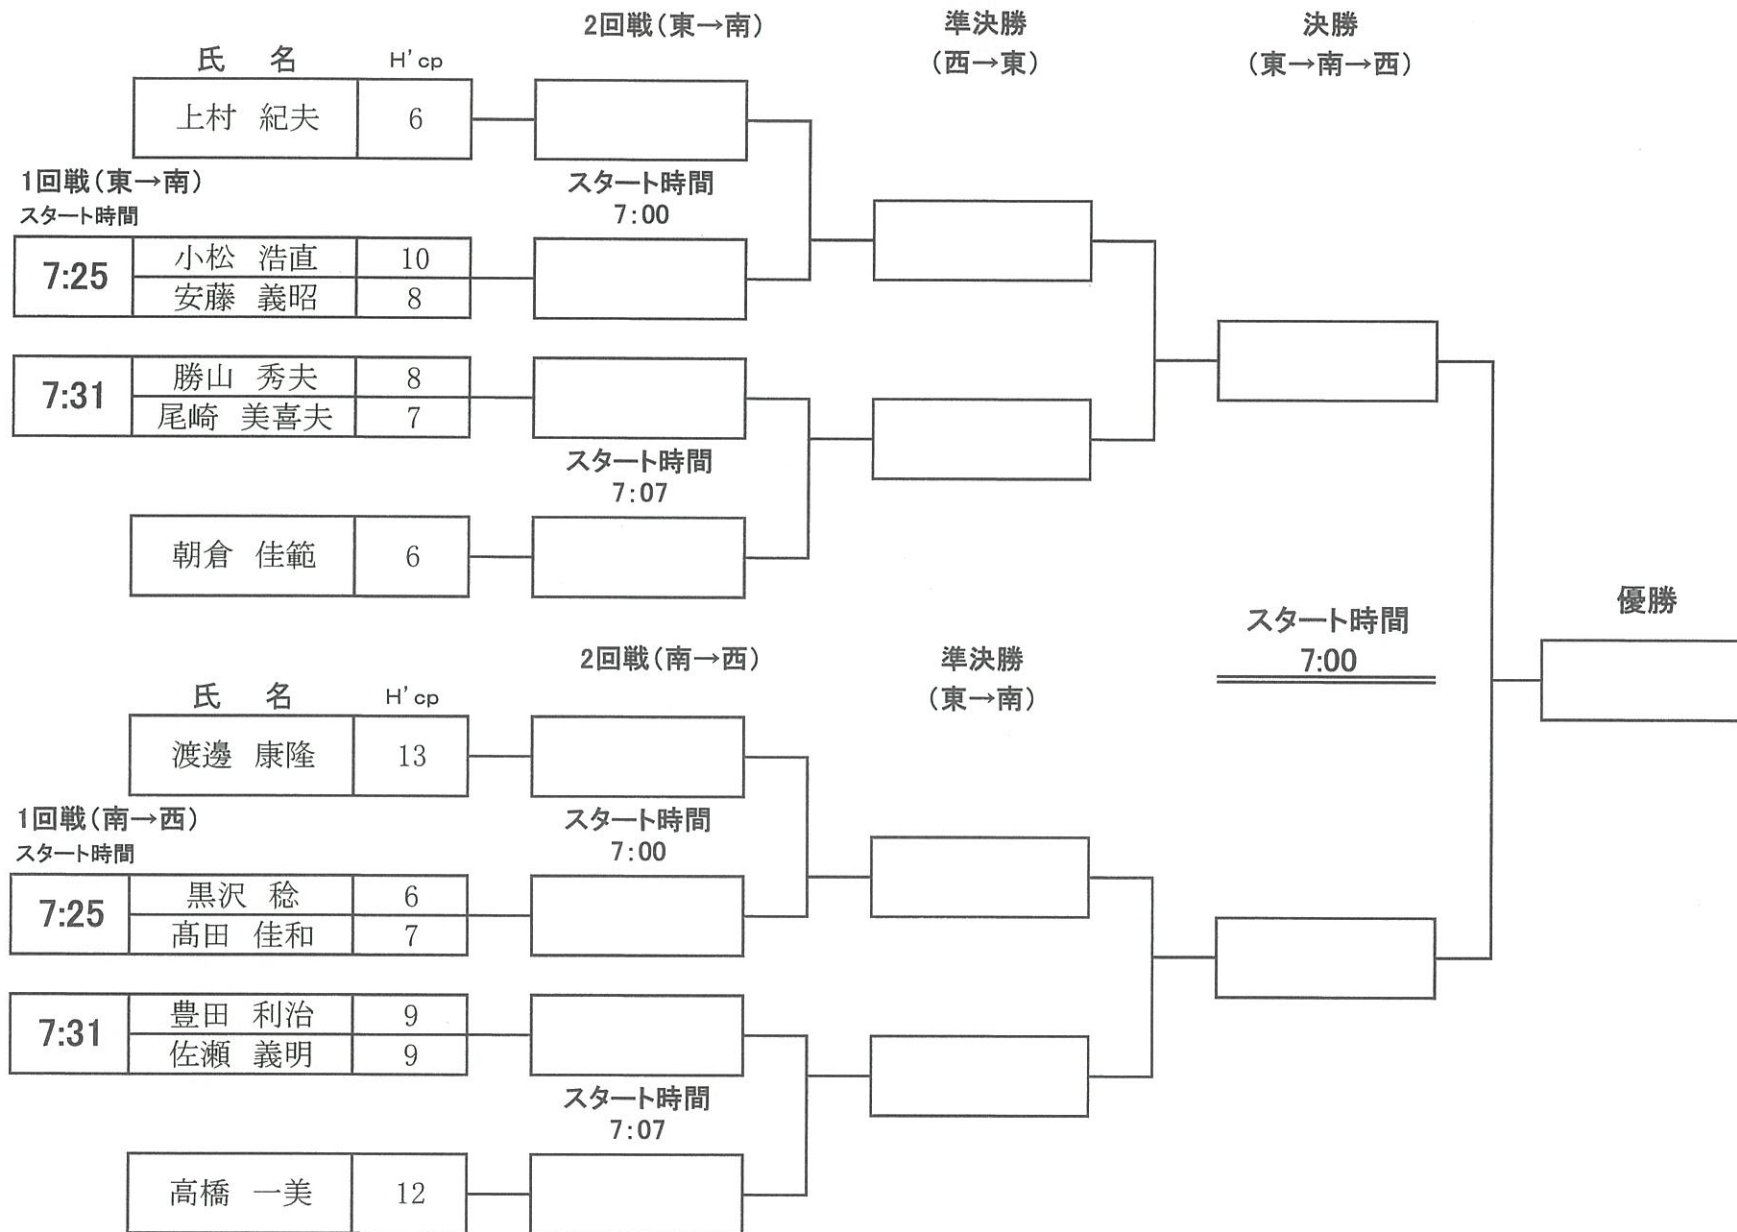 2回戦(東→南) 準決勝 決勝
氏 名 H'cp (西→東) (東→南→西)
上村 紀夫 6
1回戦(東→南) スタート時間
スタート時間 7:00
7:25 小松 浩直 10
安藤 義昭 8
7:31 勝山 秀夫 8
尾崎 美喜夫 7
スタート時間
7:07
朝倉 佳範 6
優勝
スタート時間
7:00
2回戦(南→西) 準決勝
氏 名 H'cp (東→南)
渡邊 康隆 13
1回戦(南→西) スタート時間
スタート時間 7:00
7:25 黒沢 稔 6
髙田 佳和 7
7:31 豊田 利治 9
佐瀬 義明 9
スタート時間
7:07
高橋 一美 12